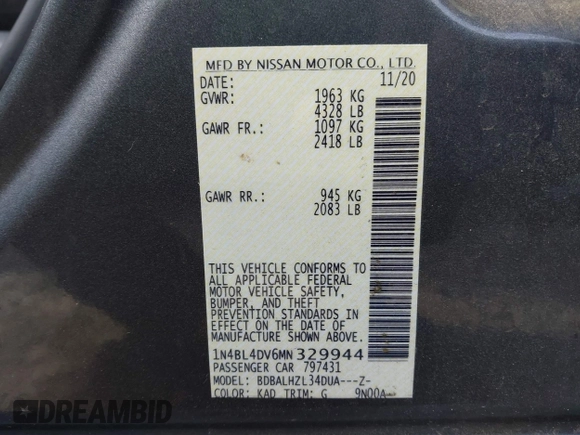 MFD BY NISSAN MOTOR CO., LTD.
DATE: 11/20
GVWR: 1963 KG
4328 LB
GAWR FR.: 1097 KG
2418 LB
GAWR RR.: 945 KG
2083 LB
THIS VEHICLE CONFORMS TO
ALL APPLICABLE FEDERAL
MOTOR VEHICLE SAFETY,
BUMPER, AND THEFT
PREVENTION STANDARDS IN
EFFECT ON THE DATE OF
MANUFACTURE SHOWN ABOVE.
1N4BL4DV6MN329944
PASSENGER CAR 797431
MODEL: BDBALHZL34DUA---Z-
COLOR: KAD TRIM: G 9N00A
DREAMBID